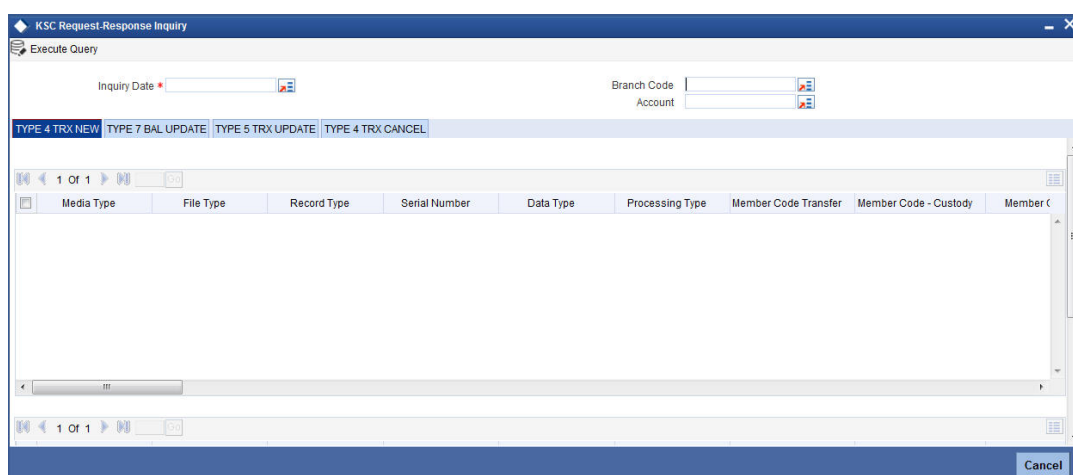 KSC Request-Response Inquiry
Execute Query
Inquiry Date *
Branch Code
Account
TYPE 4 TRX NEW TYPE 7 BAL UPDATE TYPE 5 TRX UPDATE TYPE 4 TRX CANCEL
1 Of 1 Go
Media Type File Type Record Type Serial Number Data Type Processing Type Member Code Transfer Member Code - Custody Member C
1 Of 1 Go
Cancel